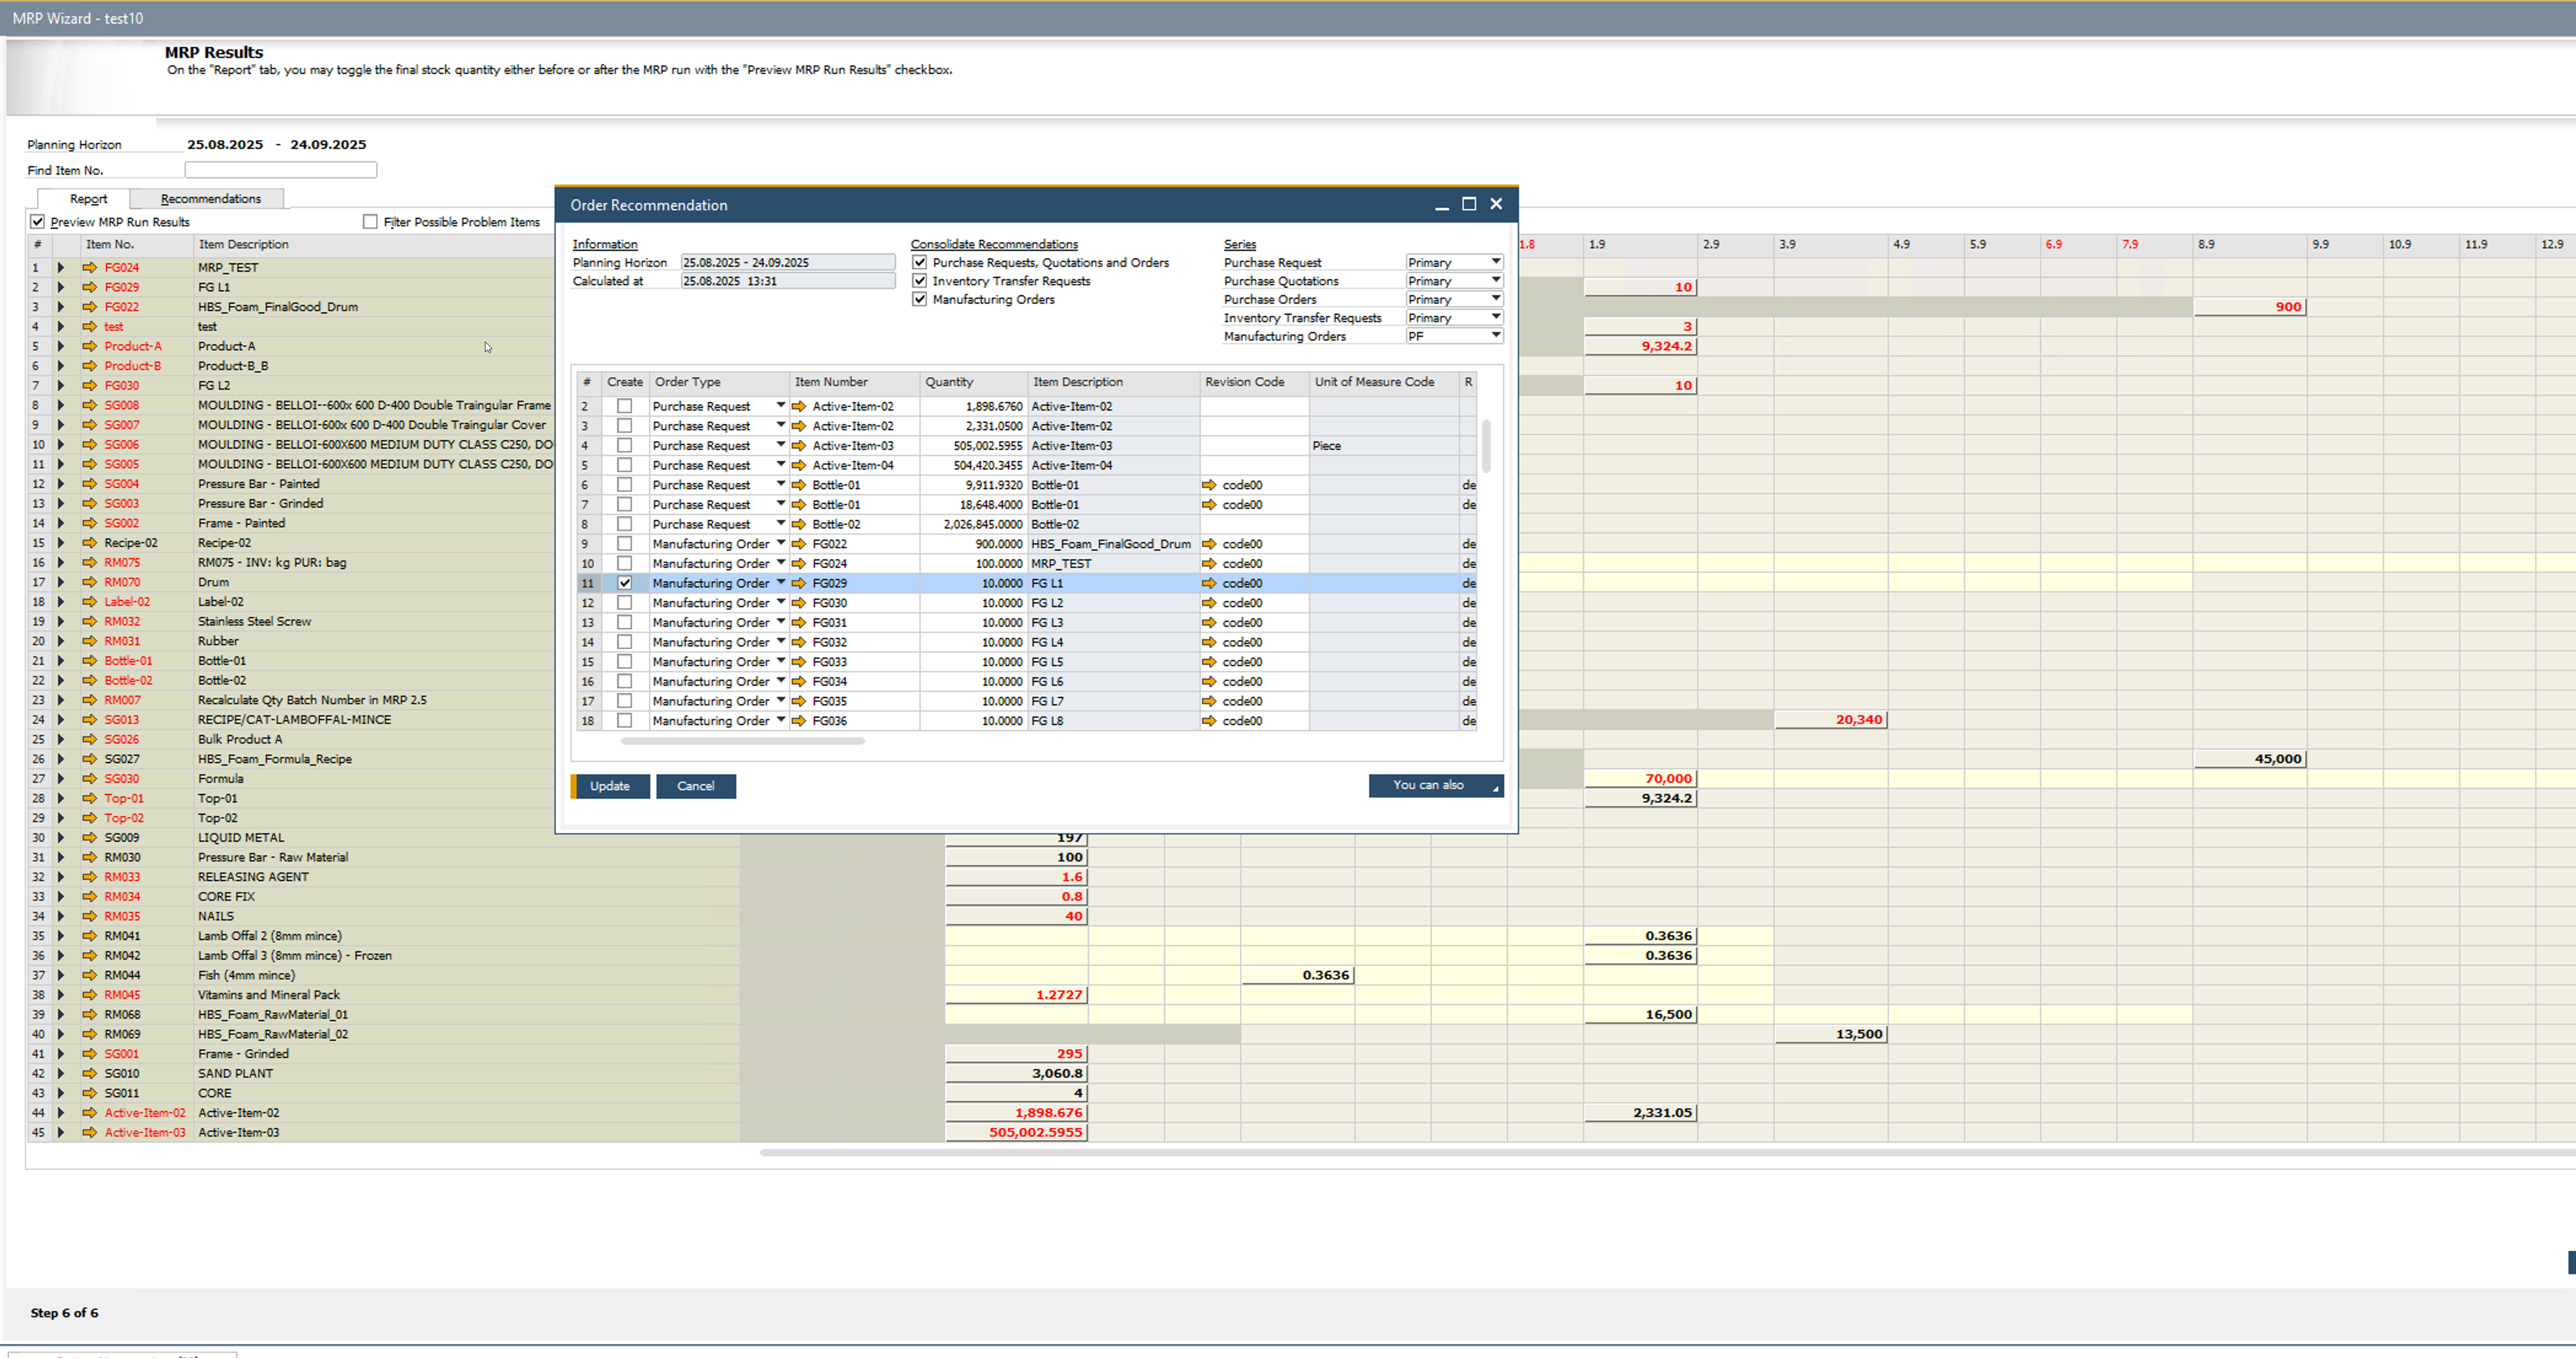 MRP Wizard - test10
MRP Results
On the "Report" tab, you may toggle the final stock quantity either before or after the MRP run with the "Preview MRP Run Results" checkbox.
Planning Horizon 25.08.2025 - 24.09.2025
Find Item No.
Report Recommendations
Preview MRP Run Results Filter Possible Problem Items
# Item No. Item Description 1.8 1.9 2.9 3.9 4.9 5.9 6.9 7.9 8.9 9.9 10.9 11.9 12.9
1 FG024 MRP_TEST
2 FG029 FG L1 10
3 FG022 HBS_Foam_FinalGood_Drum 900
4 test test 3
5 Product-A Product-A 9,324.2
6 Product-B Product-B_B
7 FG030 FG L2 10
8 SG008 MOULDING - BELLOI--600x 600 D-400 Double Traingular Frame
9 SG007 MOULDING - BELLOI-600x 600 D-400 Double Traingular Cover
10 SG006 MOULDING - BELLOI-600X600 MEDIUM DUTY CLASS C250, DO
11 SG005 MOULDING - BELLOI-600X600 MEDIUM DUTY CLASS C250, DO
12 SG004 Pressure Bar - Painted
13 SG003 Pressure Bar - Grinded
14 SG002 Frame - Painted
15 Recipe-02 Recipe-02
16 RM075 RM075 - INV: kg PUR: bag
17 RM070 Drum
18 Label-02 Label-02
19 RM032 Stainless Steel Screw
20 RM031 Rubber
21 Bottle-01 Bottle-01
22 Bottle-02 Bottle-02
23 RM007 Recalculate Qty Batch Number in MRP 2.5
24 SG013 RECIPE/CAT-LAMBOFFAL-MINCE 20,340
25 SG026 Bulk Product A
26 SG027 HBS_Foam_Formula_Recipe 45,000
27 SG030 Formula 70,000
28 Top-01 Top-01 9,324.2
29 Top-02 Top-02
30 SG009 LIQUID METAL 197
31 RM030 Pressure Bar - Raw Material 100
32 RM033 RELEASING AGENT 1.6
33 RM034 CORE FIX 0.8
34 RM035 NAILS 40
35 RM041 Lamb Offal 2 (8mm mince) 0.3636
36 RM042 Lamb Offal 3 (8mm mince) - Frozen 0.3636
37 RM044 Fish (4mm mince) 0.3636
38 RM045 Vitamins and Mineral Pack 1.2727
39 RM068 HBS_Foam_RawMaterial_01 16,500
40 RM069 HBS_Foam_RawMaterial_02 13,500
41 SG001 Frame - Grinded 295
42 SG010 SAND PLANT 3,060.8
43 SG011 CORE 4
44 Active-Item-02 Active-Item-02 1,898.676 2,331.05
45 Active-Item-03 Active-Item-03 505,002.5955
Order Recommendation
Information Consolidate Recommendations Series
Planning Horizon 25.08.2025 - 24.09.2025 Purchase Requests, Quotations and Orders Purchase Request Primary
Calculated at 25.08.2025 13:31 Inventory Transfer Requests Purchase Quotations Primary
Manufacturing Orders Purchase Orders Primary
Inventory Transfer Requests Primary
Manufacturing Orders PF
# Create Order Type Item Number Quantity Item Description Revision Code Unit of Measure Code R
2 Purchase Request Active-Item-02 1,898.6760 Active-Item-02
3 Purchase Request Active-Item-02 2,331.0500 Active-Item-02
4 Purchase Request Active-Item-03 505,002.5955 Active-Item-03 Piece
5 Purchase Request Active-Item-04 504,420.3455 Active-Item-04
6 Purchase Request Bottle-01 9,911.9320 Bottle-01 code00 de
7 Purchase Request Bottle-01 18,648.4000 Bottle-01 code00 de
8 Purchase Request Bottle-02 2,026,845.0000 Bottle-02
9 Manufacturing Order FG022 900.0000 HBS_Foam_FinalGood_Drum code00 de
10 Manufacturing Order FG024 100.0000 MRP_TEST code00 de
11 Manufacturing Order FG029 10.0000 FG L1 code00 de
12 Manufacturing Order FG030 10.0000 FG L2 code00 de
13 Manufacturing Order FG031 10.0000 FG L3 code00 de
14 Manufacturing Order FG032 10.0000 FG L4 code00 de
15 Manufacturing Order FG033 10.0000 FG L5 code00 de
16 Manufacturing Order FG034 10.0000 FG L6 code00 de
17 Manufacturing Order FG035 10.0000 FG L7 code00 de
18 Manufacturing Order FG036 10.0000 FG L8 code00 de
Update Cancel You can also
Step 6 of 6